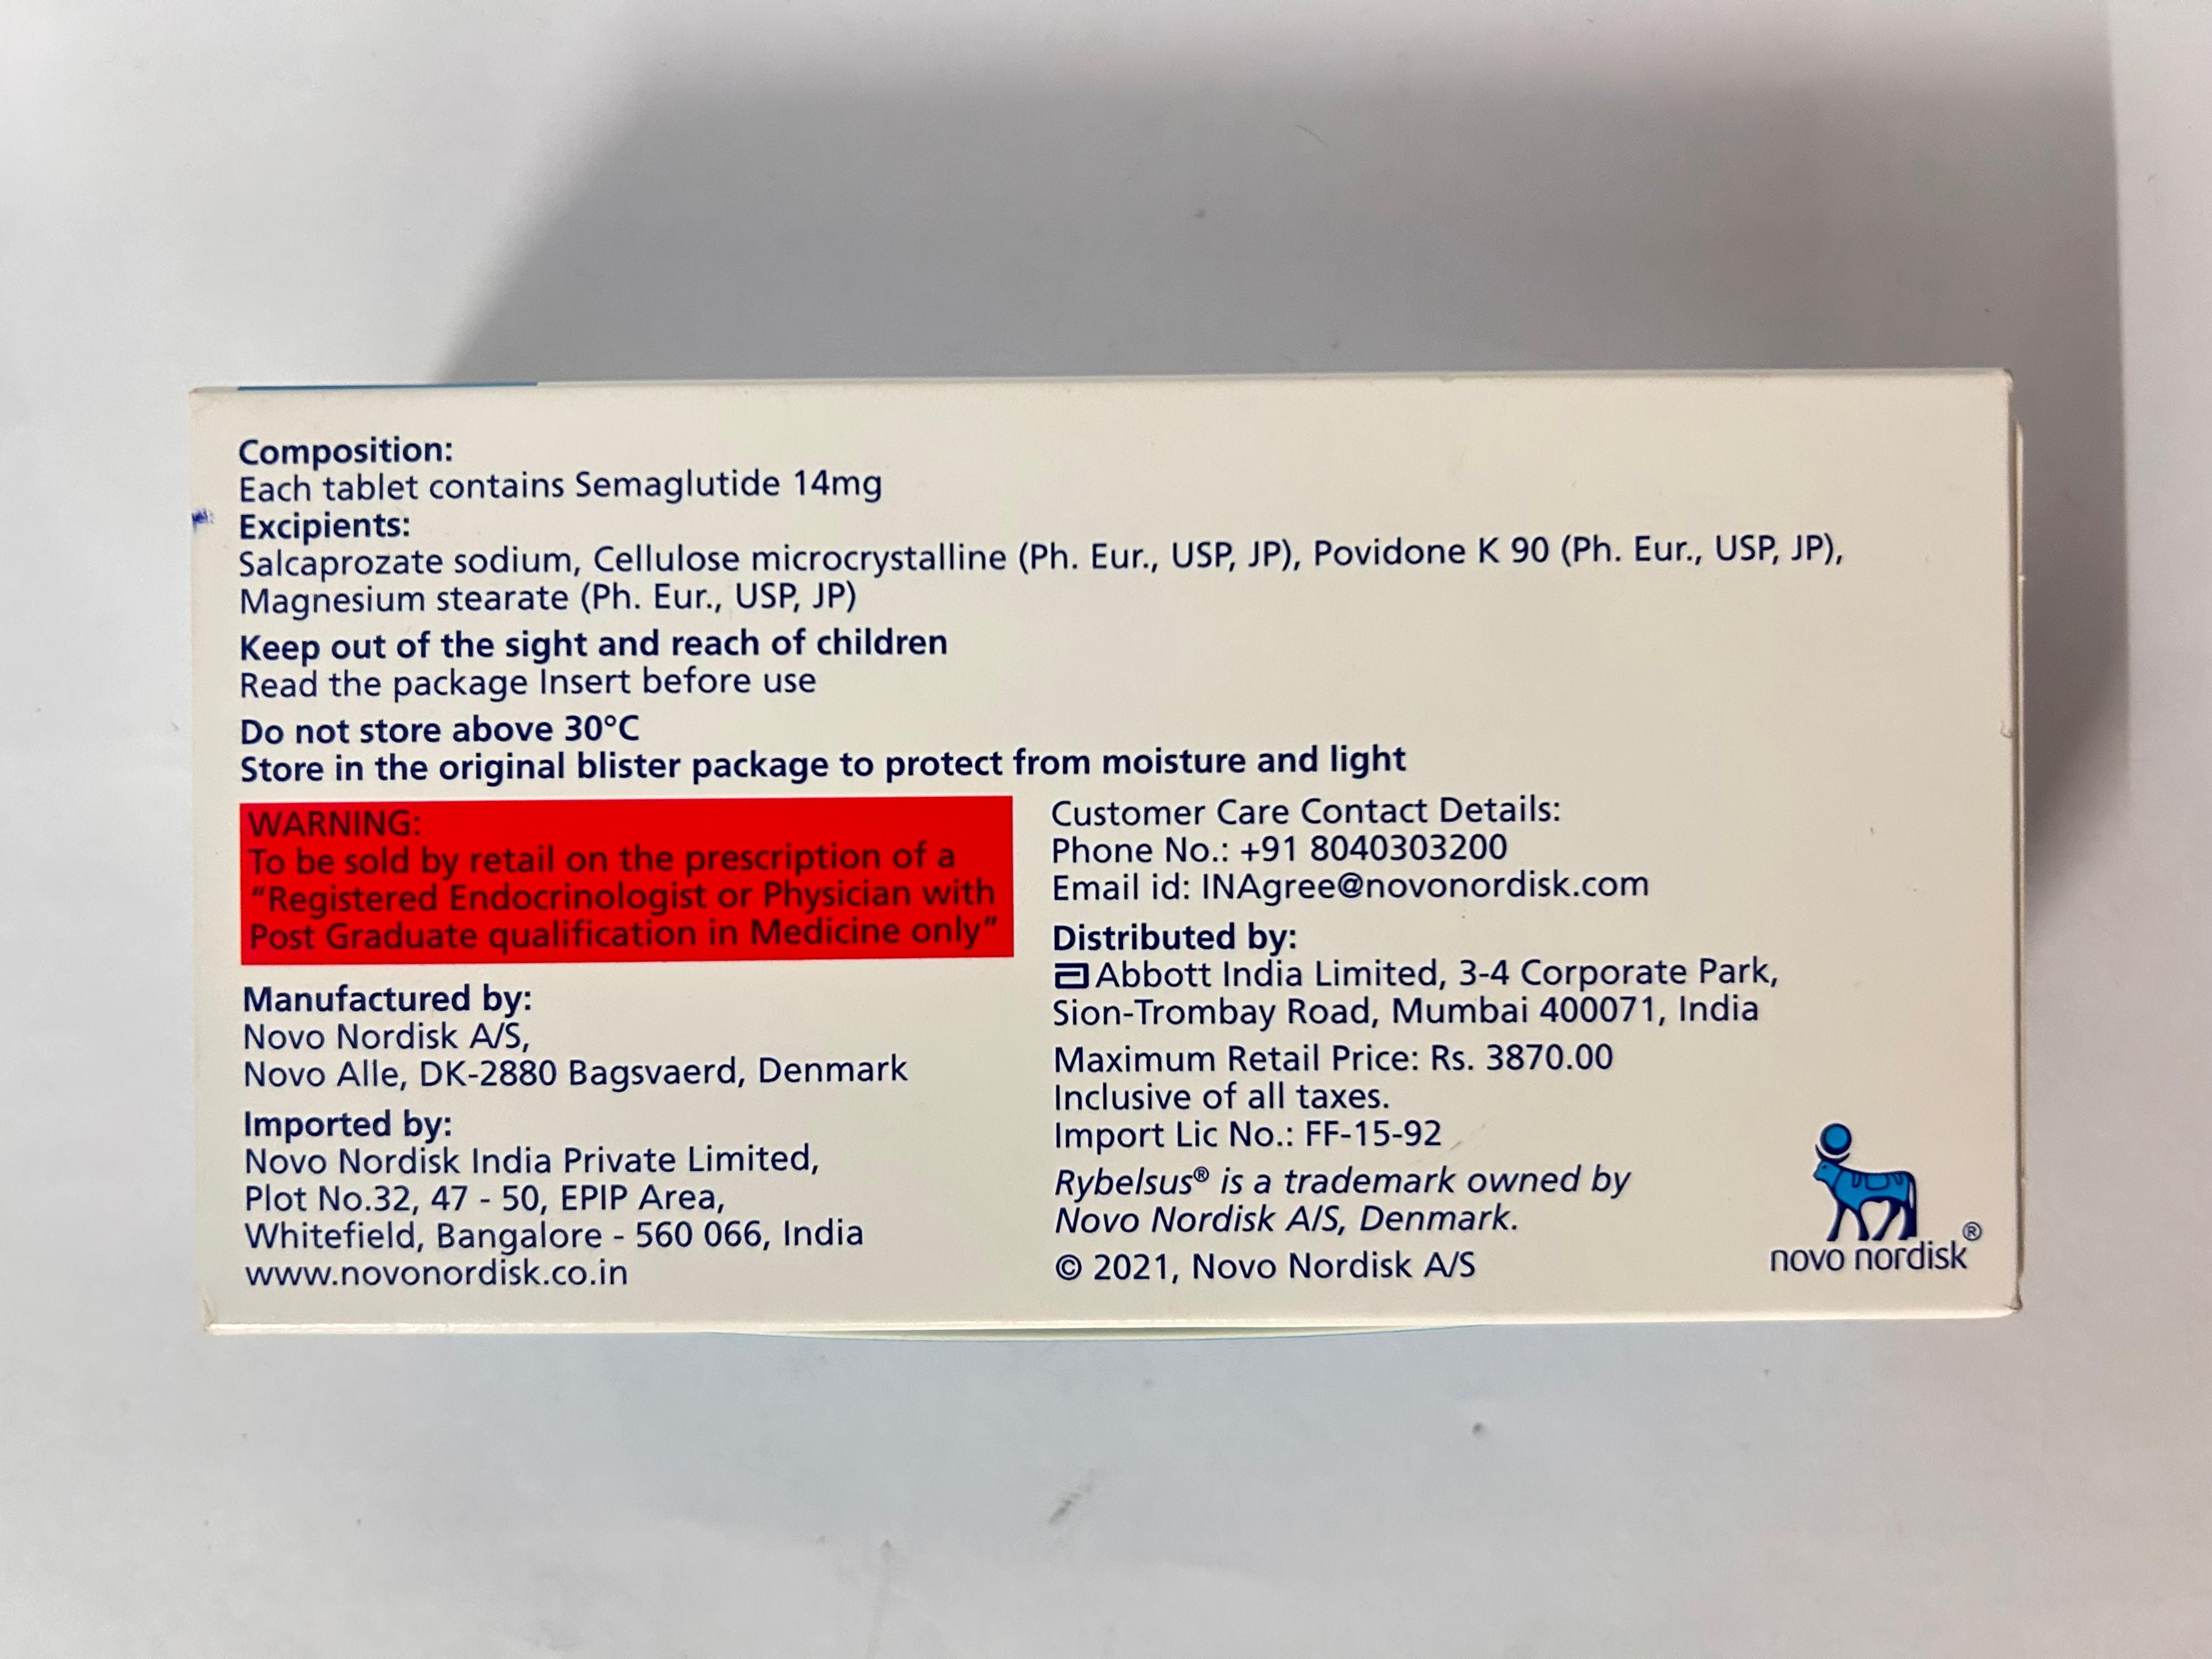 Composition:
Each tablet contains Semaglutide 14mg
Excipients:
Salcaprozate sodium, Cellulose microcrystalline (Ph. Eur., USP, JP), Povidone K 90 (Ph. Eur., USP, JP),
Magnesium stearate (Ph. Eur., USP, JP)
Keep out of the sight and reach of children
Read the package Insert before use
Do not store above 30°C
Store in the original blister package to protect from moisture and light
WARNING:
To be sold by retail on the prescription of a
“Registered Endocrinologist or Physician with
Post Graduate qualification in Medicine only”
Manufactured by:
Novo Nordisk A/S,
Novo Alle, DK-2880 Bagsvaerd, Denmark
Imported by:
Novo Nordisk India Private Limited,
Plot No.32, 47 - 50, EPIP Area,
Whitefield, Bangalore - 560 066, India
www.novonordisk.co.in
Customer Care Contact Details:
Phone No.: +91 8040303200
Email id: INAgree@novonordisk.com
Distributed by:
Abbott India Limited, 3-4 Corporate Park,
Sion-Trombay Road, Mumbai 400071, India
Maximum Retail Price: Rs. 3870.00
Inclusive of all taxes.
Import Lic No.: FF-15-92
Rybelsus® is a trademark owned by
Novo Nordisk A/S, Denmark.
© 2021, Novo Nordisk A/S
novo nordisk®